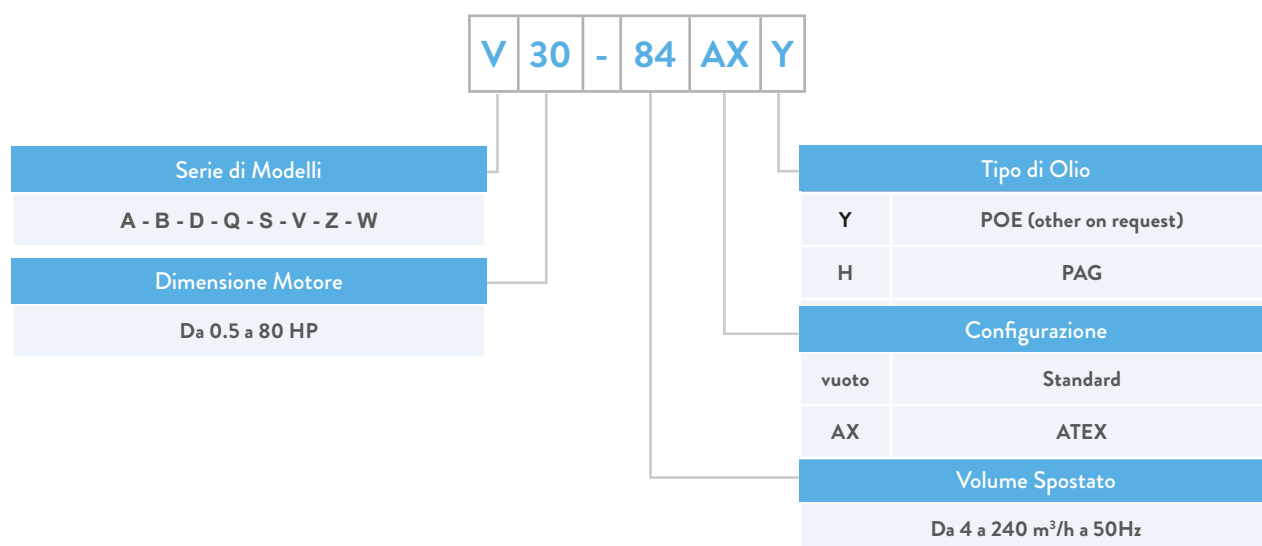 V 30 - 84 AX Y
Serie di Modelli
A - B - D - Q - S - V - Z - W
Dimensione Motore
Da 0.5 a 80 HP
Tipo di Olio
Y POE (other on request)
H PAG
Configurazione
vuoto Standard
AX ATEX
Volume Spostato
Da 4 a 240 m³/h a 50Hz